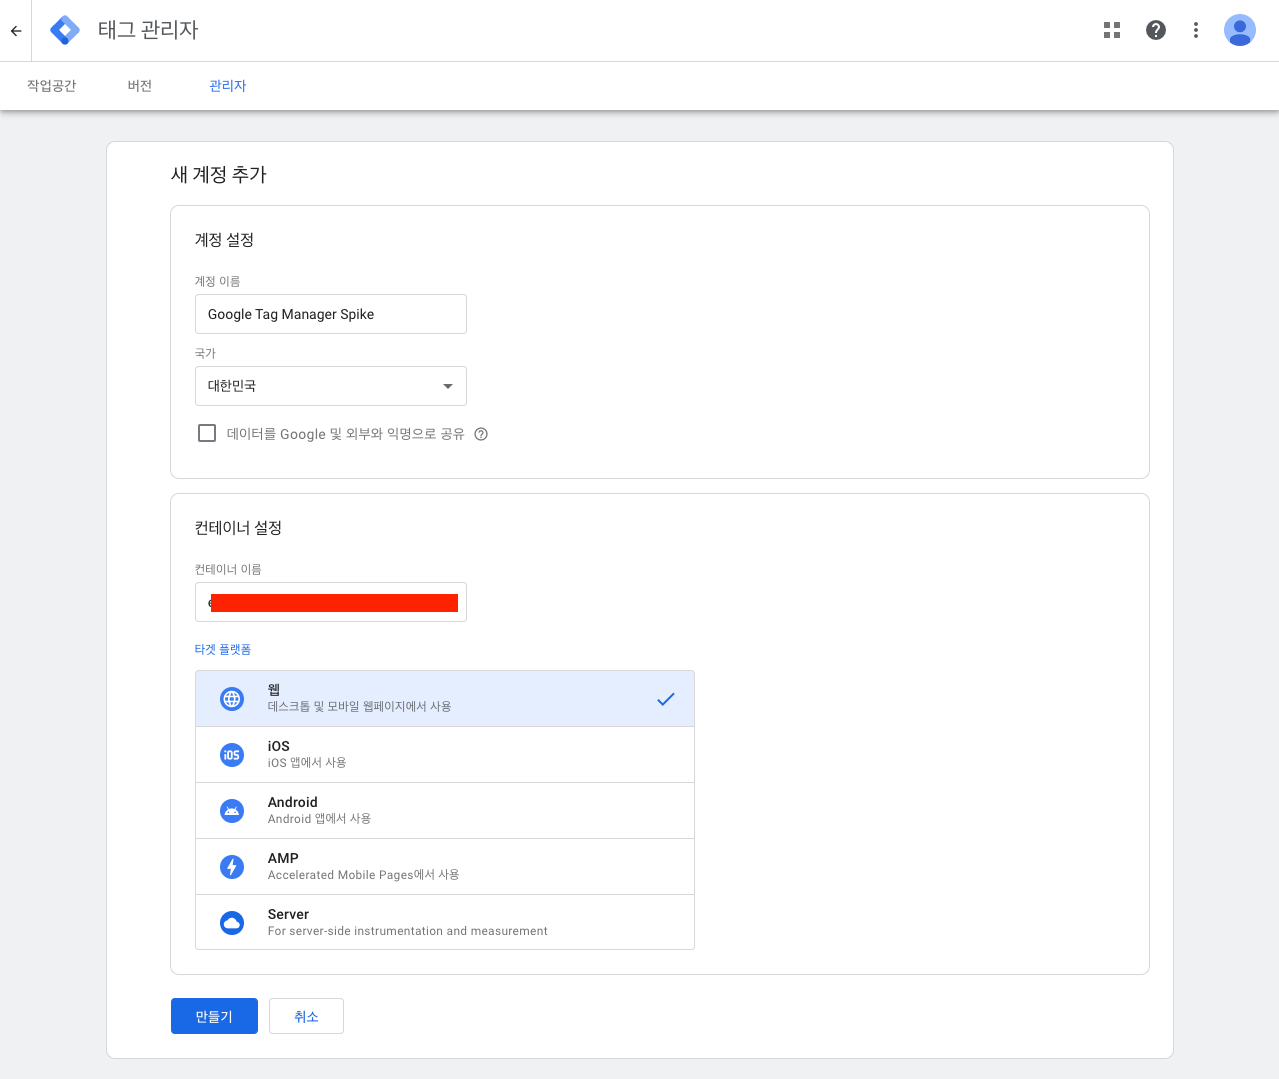 태그 관리자
작업공간 버전 관리자
새 계정 추가
계정 설정
계정 이름
Google Tag Manager Spike
국가
대한민국
데이터를 Google 및 외부와 익명으로 공유
컨테이너 설정
컨테이너 이름
타겟 플랫폼
웹
데스크톱 및 모바일 웹페이지에서 사용
iOS
iOS
iOS 앱에서 사용
Android
Android 앱에서 사용
AMP
Accelerated Mobile Pages에서 사용
Server
For server-side instrumentation and measurement
만들기 취소